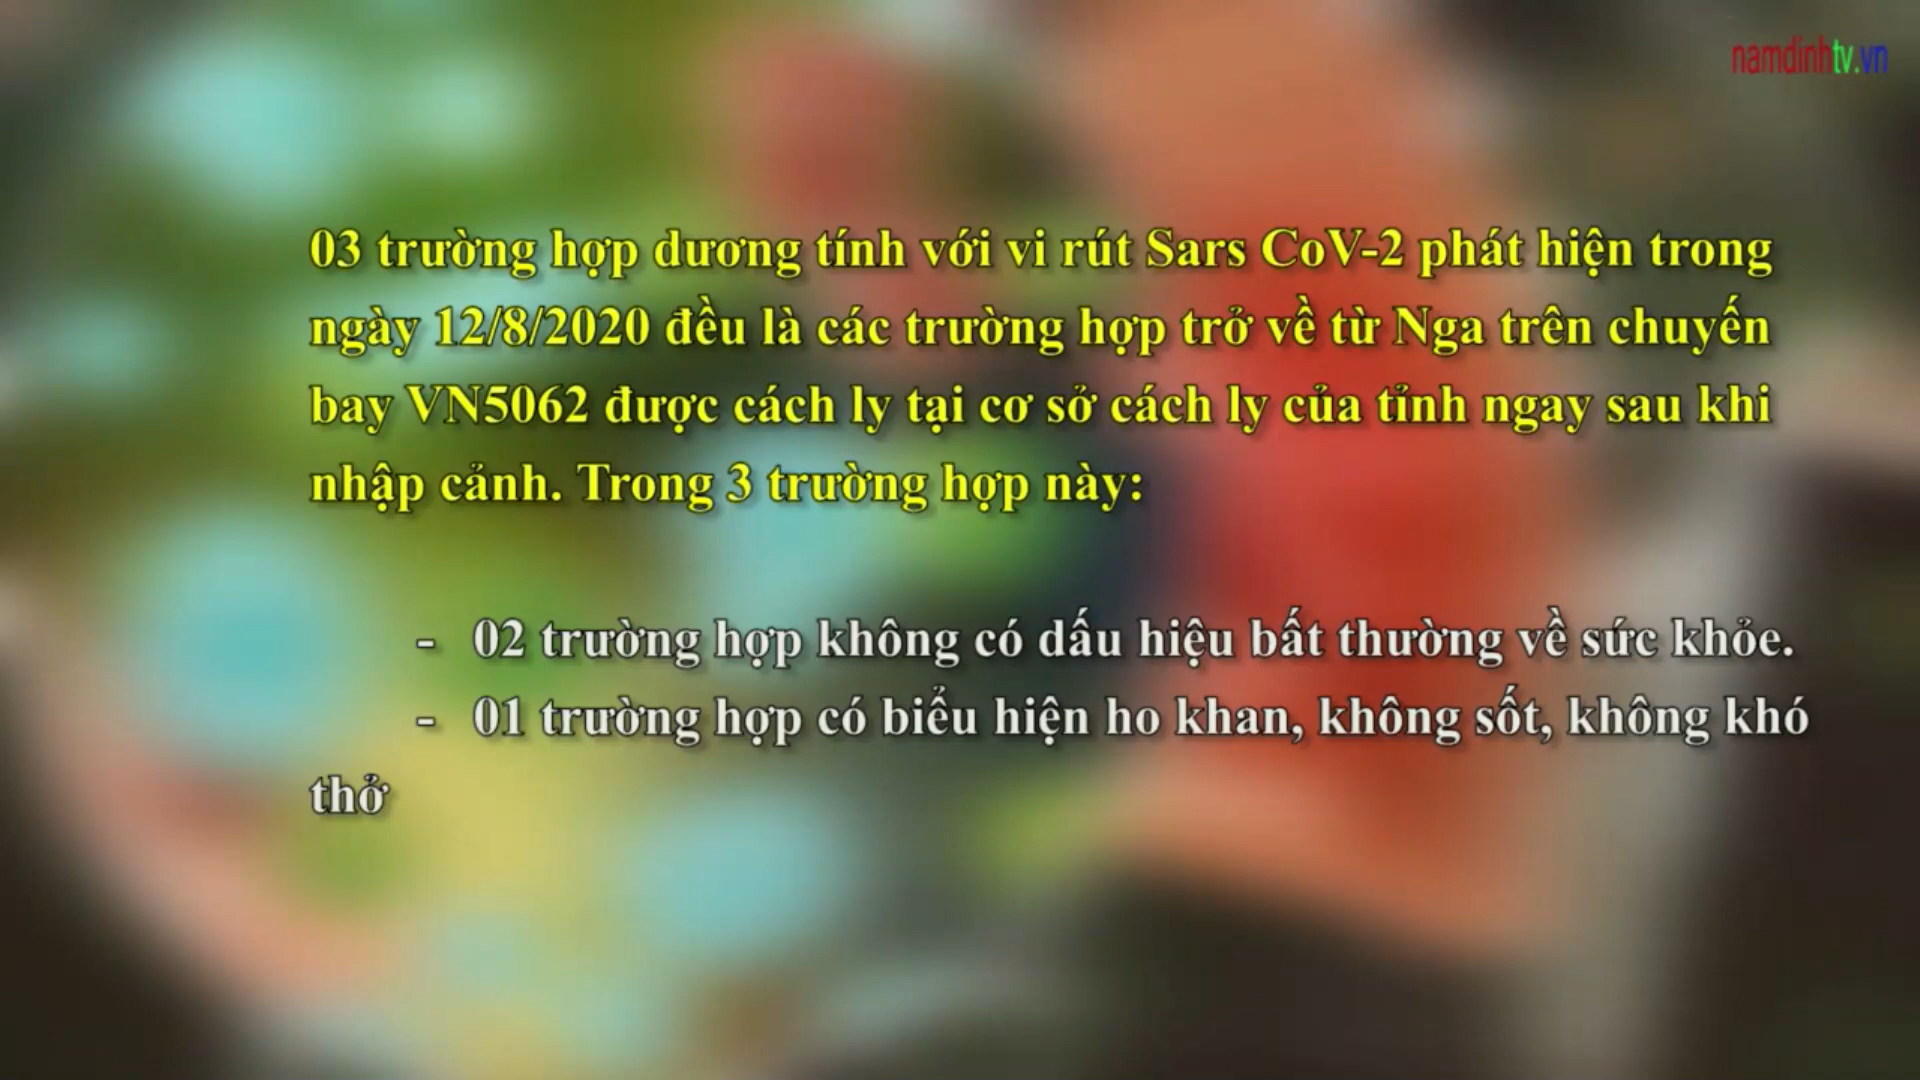 namdinhtv.vn
03 trường hợp dương tính với vi rút Sars CoV-2 phát hiện trong
ngày 12/8/2020 đều là các trường hợp trở về từ Nga trên chuyến
bay VN5062 được cách ly tại cơ sở cách ly của tỉnh ngay sau khi
nhập cảnh. Trong 3 trường hợp này:
- 02 trường hợp không có dấu hiệu bất thường về sức khỏe.
- 01 trường hợp có biểu hiện ho khan, không sốt, không khó
thở